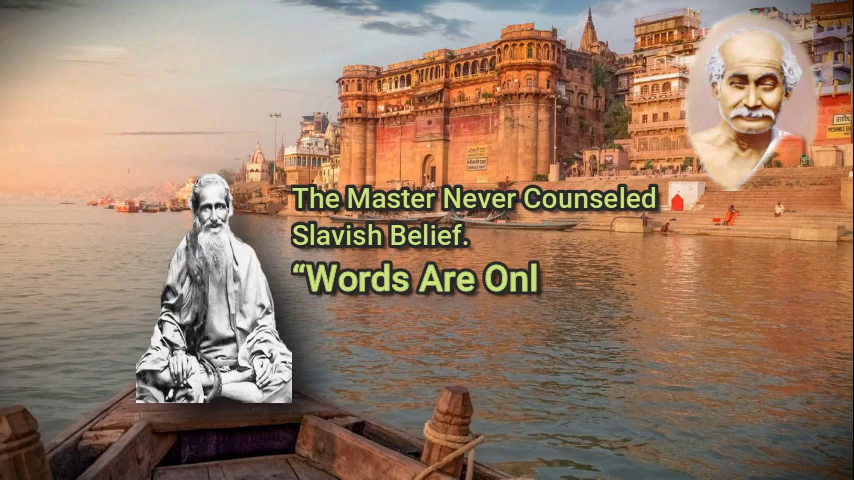 The Master Never Counseled
Slavish Belief.
“Words Are Onl